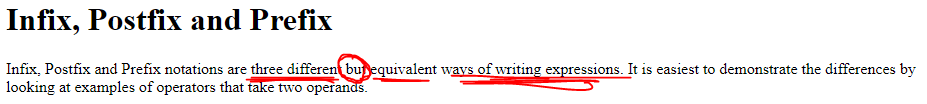 Infix, Postfix and Prefix
Infix, Postfix and Prefix notations are three different but equivalent ways of writing expressions. It is easiest to demonstrate the differences by
looking at examples of operators that take two operands.